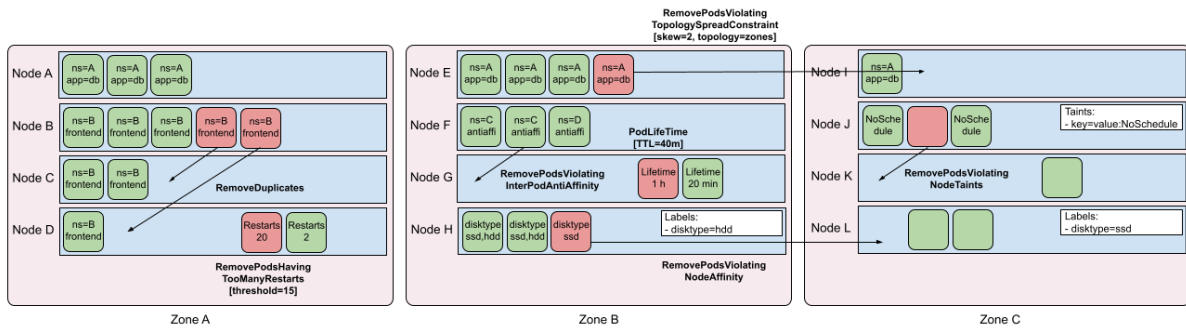 RemovePodsViolating
TopologySpreadConstraint
[skew=2, topology=zones]
Node A
ns=A
app=db
ns=A
app=db
ns=A
app=db
Node B
ns=B
frontend
ns=B
frontend
ns=B
frontend
ns=B
frontend
ns=B
frontend
Node C
ns=B
frontend
ns=B
frontend
RemoveDuplicates
Node D
ns=B
frontend
Restarts
20
Restarts
2
RemovePodsHaving
TooManyRestarts
[threshold=15]
Zone A
Node E
ns=A
app=db
ns=A
app=db
ns=A
app=db
ns=A
app=db
Node F
ns=C
antiaffi
ns=C
antiaffi
ns=D
antiaffi
PodLifeTime
[TTL=40m]
Node G
RemovePodsViolating
InterPodAntiAffinity
Lifetime
1 h
Lifetime
20 min
Node H
disktype
ssd,hdd
disktype
ssd,hdd
disktype
ssd
Labels:
- disktype=hdd
RemovePodsViolating
NodeAffinity
Zone B
Node I
ns=A
app=db
Node J
NoSche
dule
NoSche
dule
Taints:
- key=value:NoSchedule
Node K
RemovePodsViolating
NodeTaints
Node L
Labels:
- disktype=ssd
Zone C